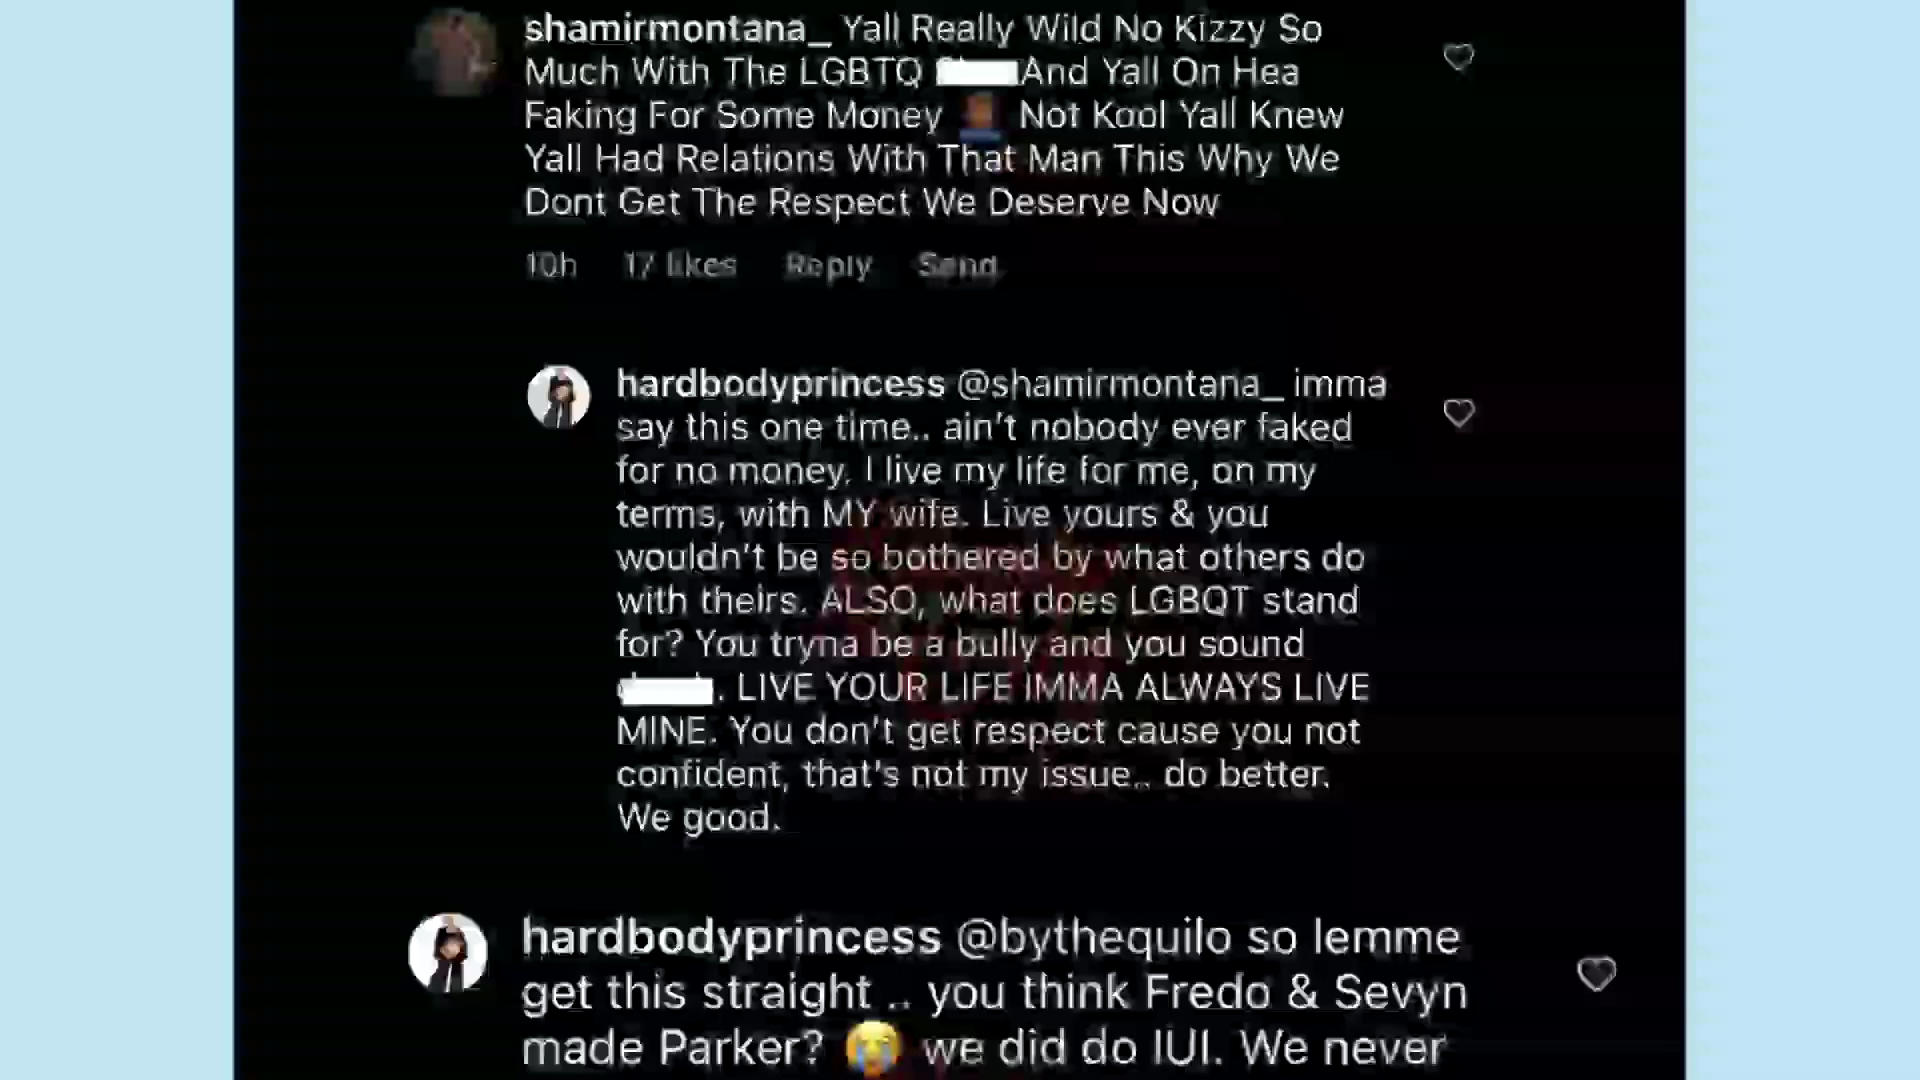 shamirmontana_ Yall Really Wild No Kizzy So
Much With The LGBTQ And Yall On Hea
Faking For Some Money Not Kool Yall Knew
Yall Had Relations With That Man This Why We
Dont Get The Respect We Deserve Now
10h 17 likes Reply Send
hardbodyprincess @shamirmontana_ imma
say this one time.. ain't nobody ever faked
for no money. I live my life for me, on my
terms, with MY wife. Live yours & you
wouldn't be so bothered by what others do
with theirs. ALSO, what does LGBQT stand
for? You tryna be a bully and you sound
. LIVE YOUR LIFE IMMA ALWAYS LIVE
MINE. You don't get respect cause you not
confident, that's not my issue.. do better.
We good.
hardbodyprincess @bythequilo so lemme
get this straight .. you think Fredo & Sevyn
made Parker? 😭 we did do IUI. We never